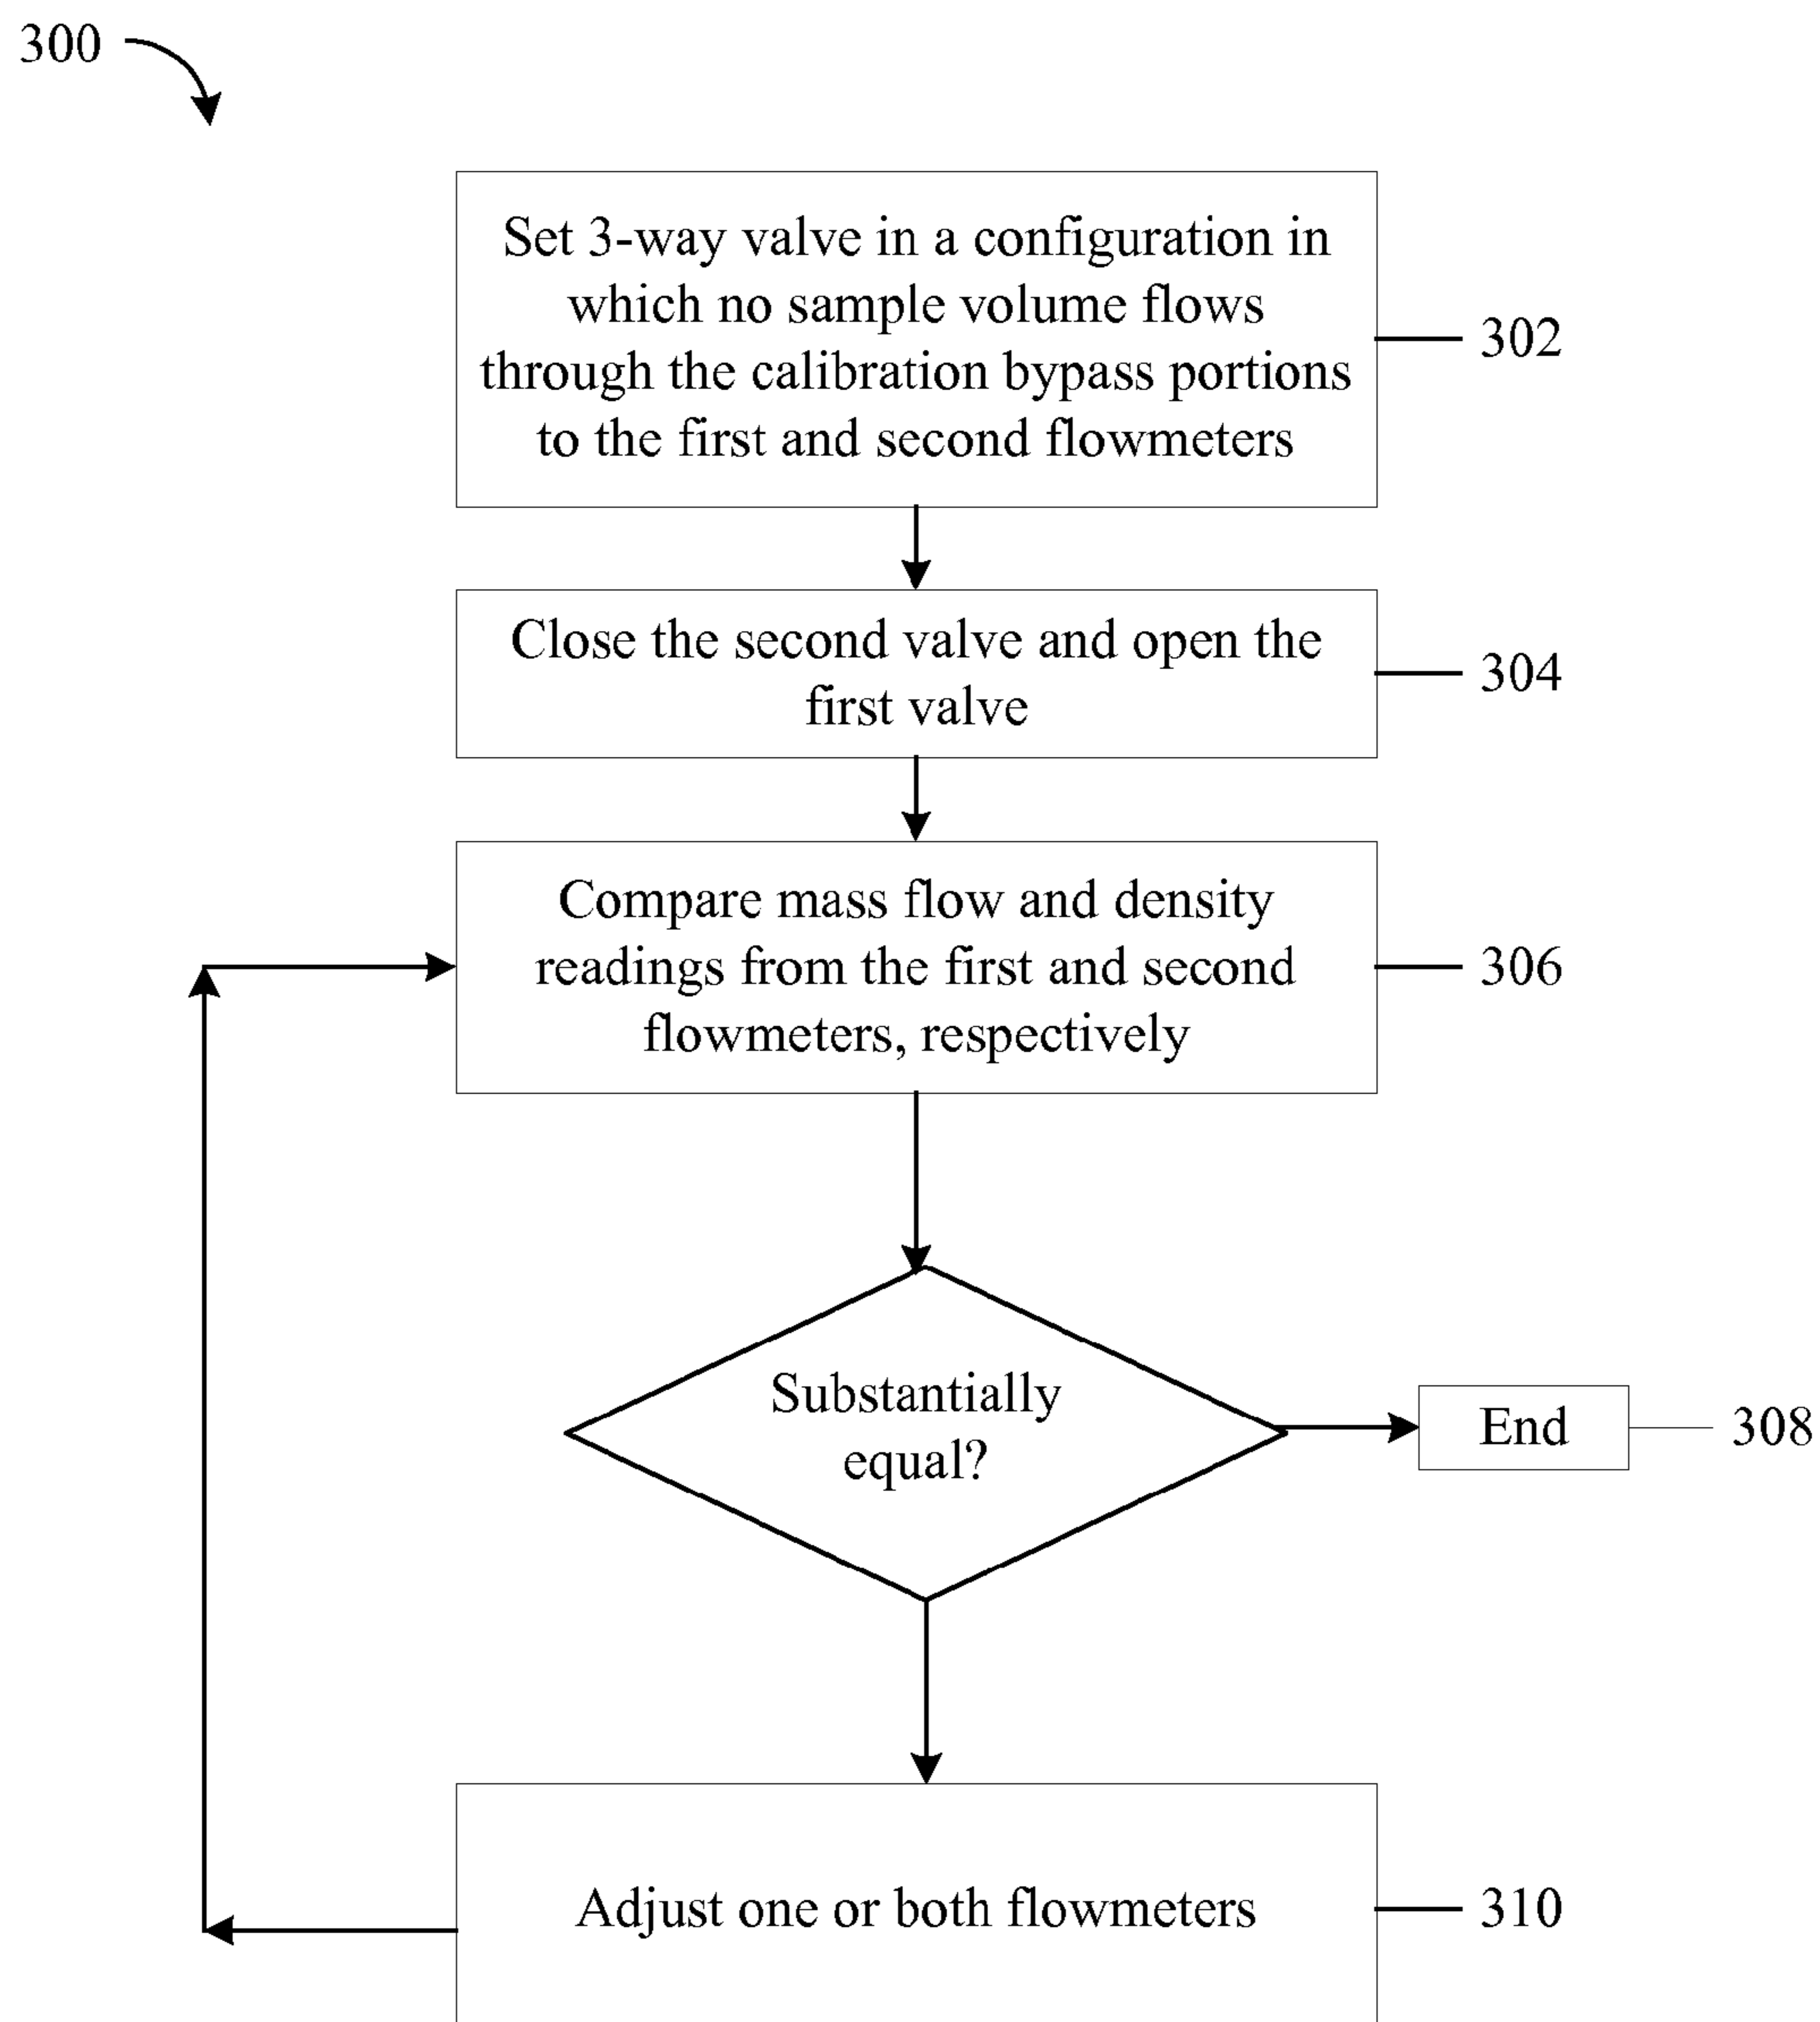 300
Set 3-way valve in a configuration in
which no sample volume flows
through the calibration bypass portions
to the first and second flowmeters
302
Close the second valve and open the
first valve
304
Compare mass flow and density
readings from the first and second
flowmeters, respectively
306
Substantially
equal?
End
308
Adjust one or both flowmeters
310